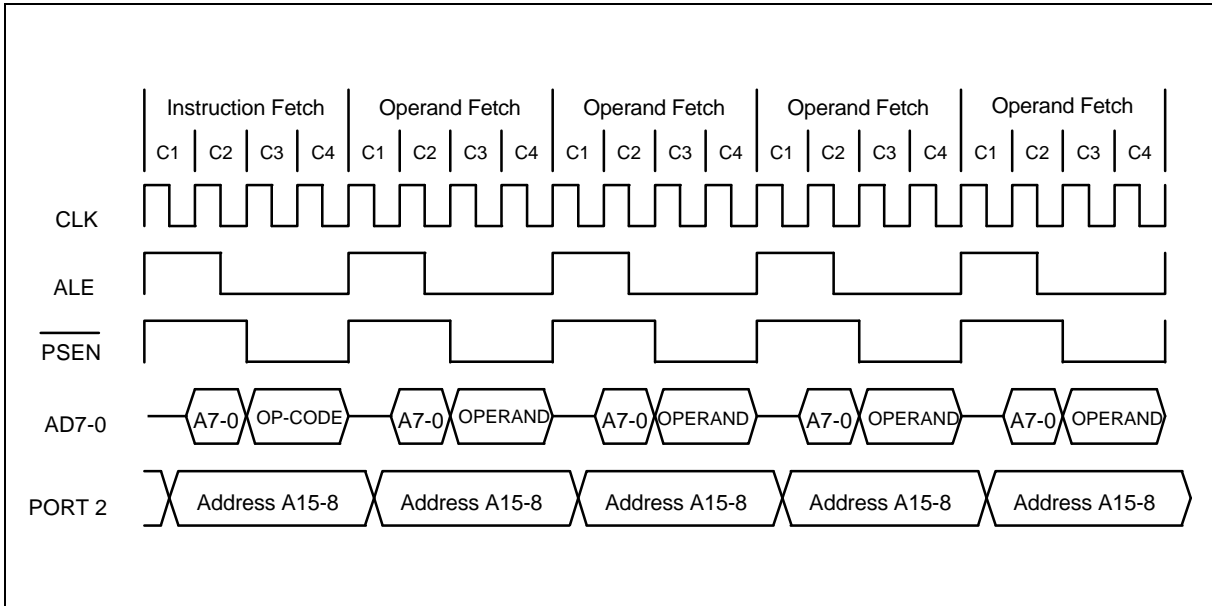 Instruction Fetch Operand Fetch Operand Fetch Operand Fetch Operand Fetch
C1 C2 C3 C4 C1 C2 C3 C4 C1 C2 C3 C4 C1 C2 C3 C4 C1 C2 C3 C4
CLK
ALE
PSEN
AD7-0 A7-0 OP-CODE A7-0 OPERAND A7-0 OPERAND A7-0 OPERAND A7-0 OPERAND
PORT 2 Address A15-8 Address A15-8 Address A15-8 Address A15-8 Address A15-8